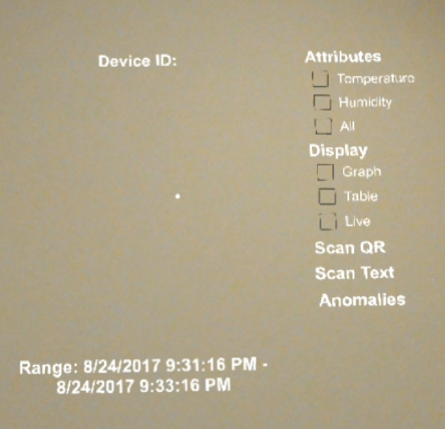 Device ID:
Attributes
Temperature
Humidity
All
Display
Graph
Table
Live
Scan QR
Scan Text
Anomalies
Range: 8/24/2017 9:31:16 PM -
8/24/2017 9:33:16 PM